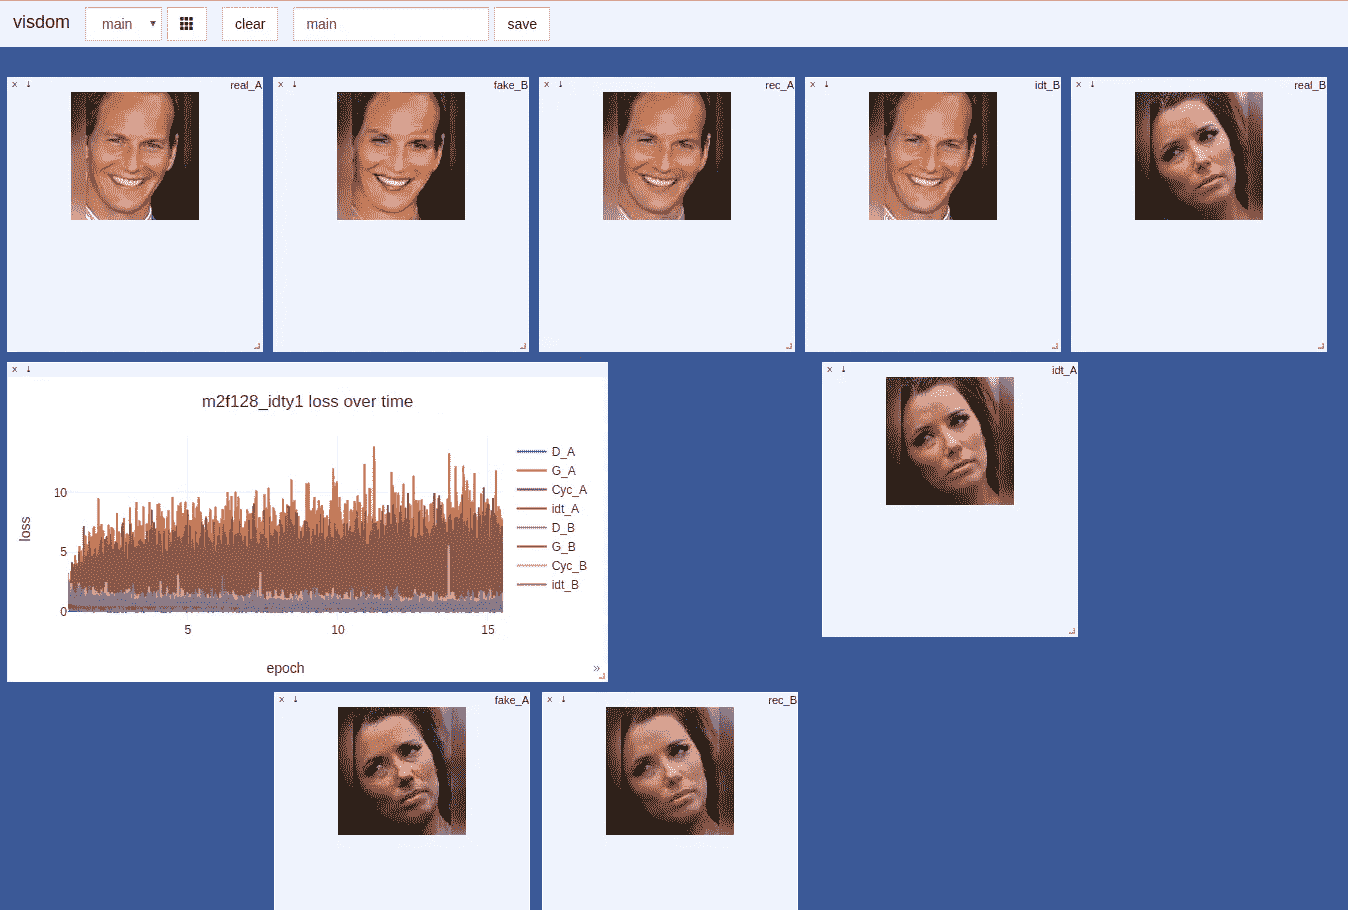 visdom main clear main save
x ↓ real_A
x ↓ fake_B
x ↓ rec_A
x ↓ idt_B
x ↓ real_B
x ↓
m2f128_idty1 loss over time
loss
10
5
0
5 10 15
epoch
»
D_A
G_A
Cyc_A
idt_A
D_B
G_B
Cyc_B
idt_B
x ↓ idt_A
x ↓ fake_A
x ↓ rec_B